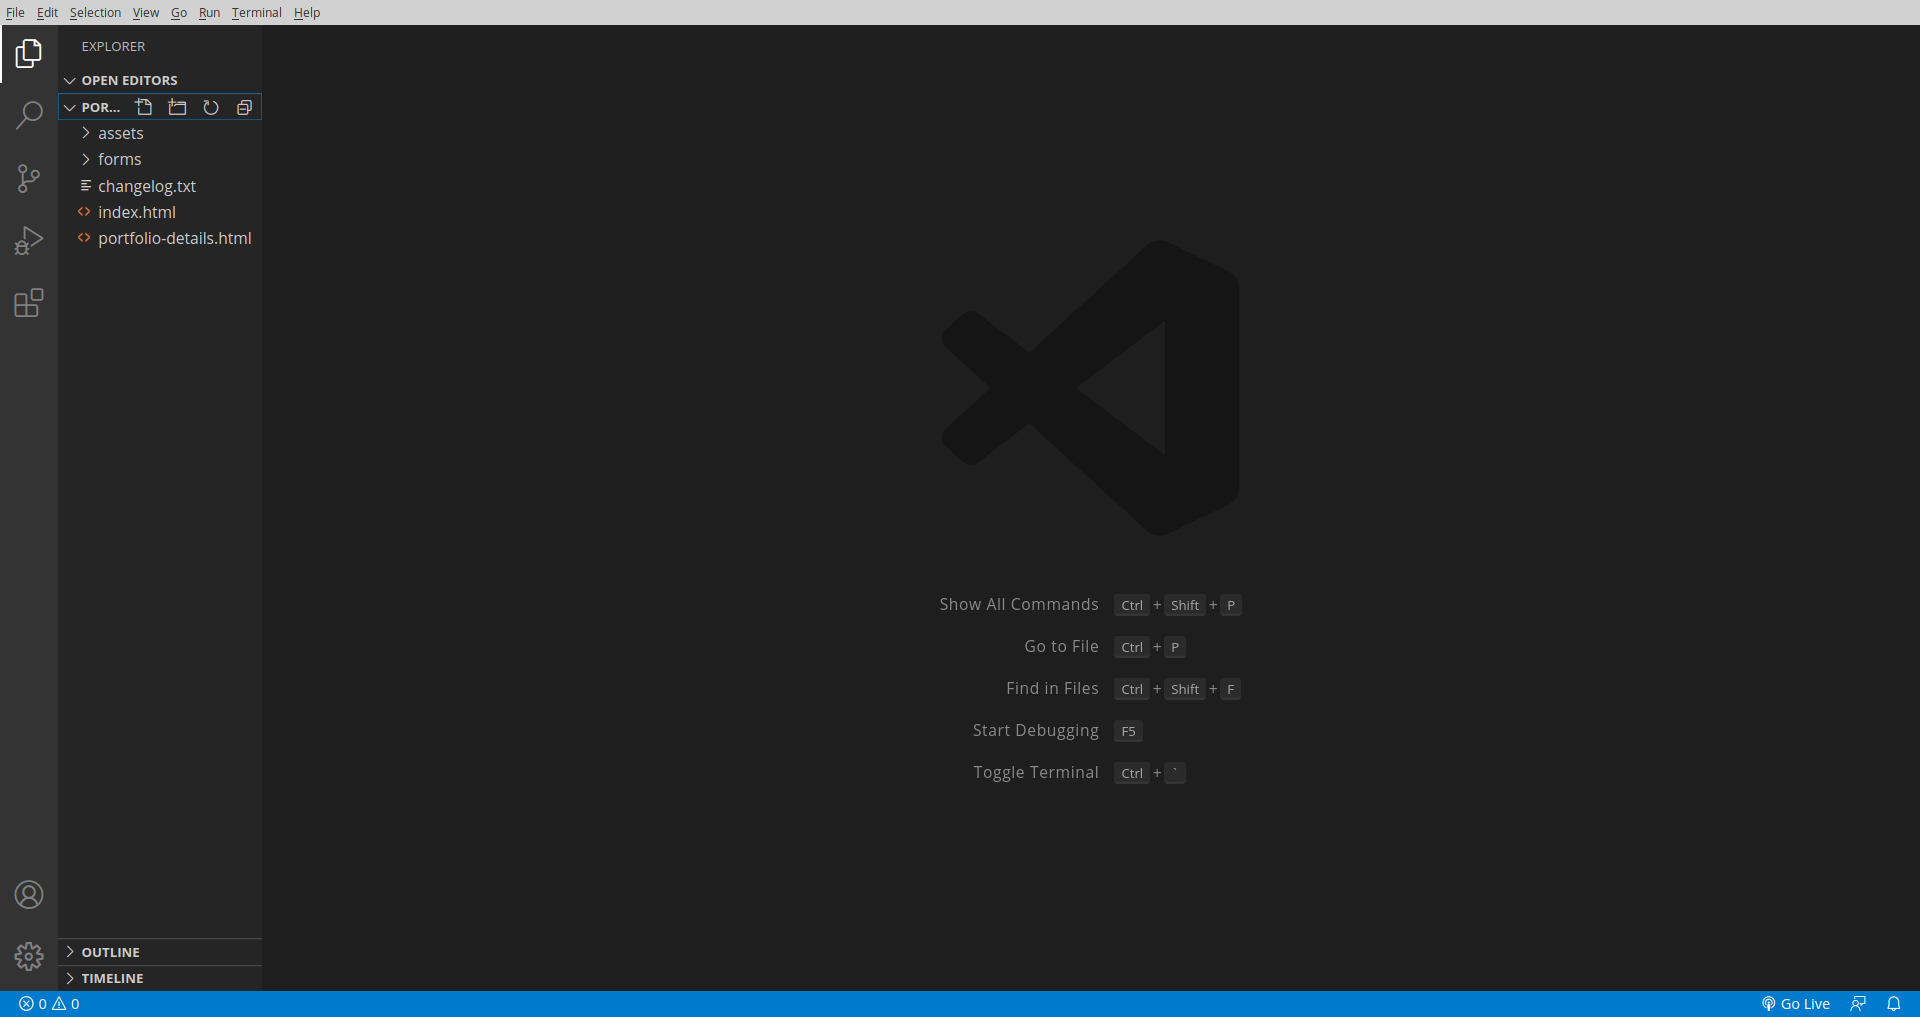 File Edit Selection View Go Run Terminal Help
EXPLORER
OPEN EDITORS
POR...
assets
forms
changelog.txt
index.html
portfolio-details.html
Show All Commands Ctrl + Shift + P
Go to File Ctrl + P
Find in Files Ctrl + Shift + F
Start Debugging F5
Toggle Terminal Ctrl + `
OUTLINE
TIMELINE
0 0 Go Live